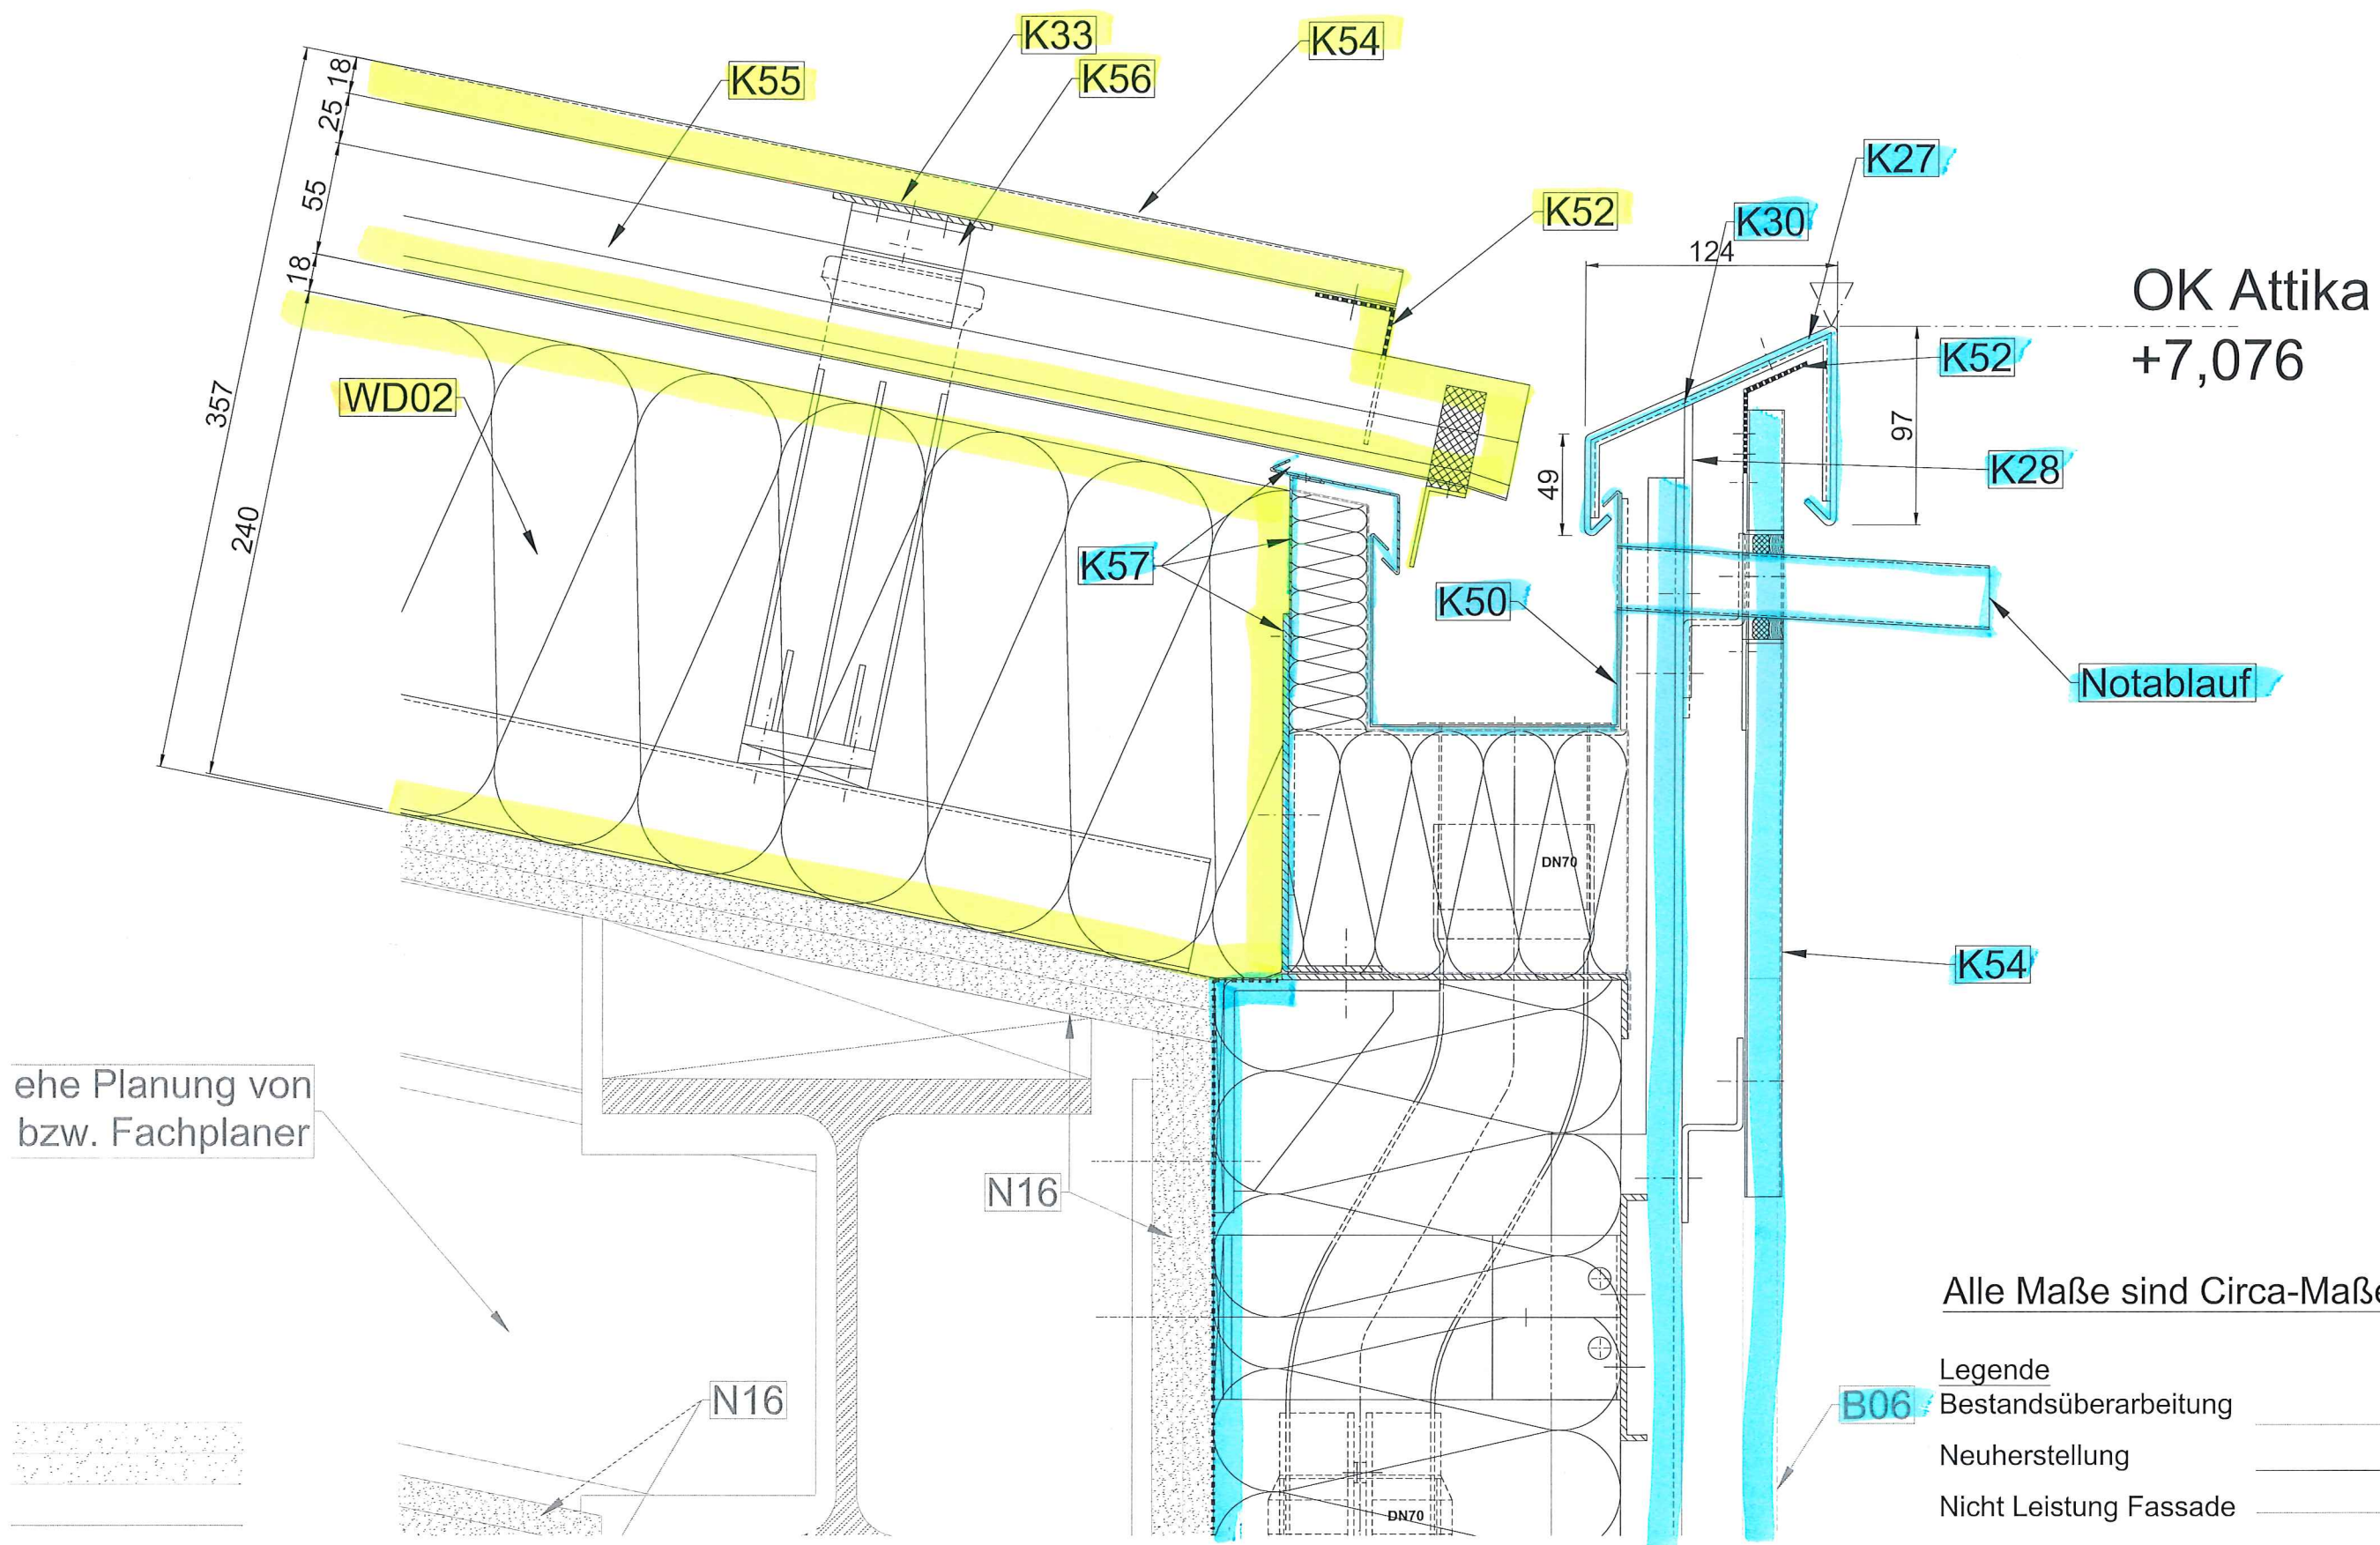 K33
K54
K55
K56
K27
K52
K30
124
OK Attika
+7,076
K52
97
K28
49
18
25
55
18
357
240
WD02
K57
K50
Notablauf
DN70
K54
ehe Planung von
bzw. Fachplaner
N16
N16
DN70
Alle Maße sind Circa-Maße
Legende
B06
Bestandsüberarbeitung
Neuherstellung
Nicht Leistung Fassade